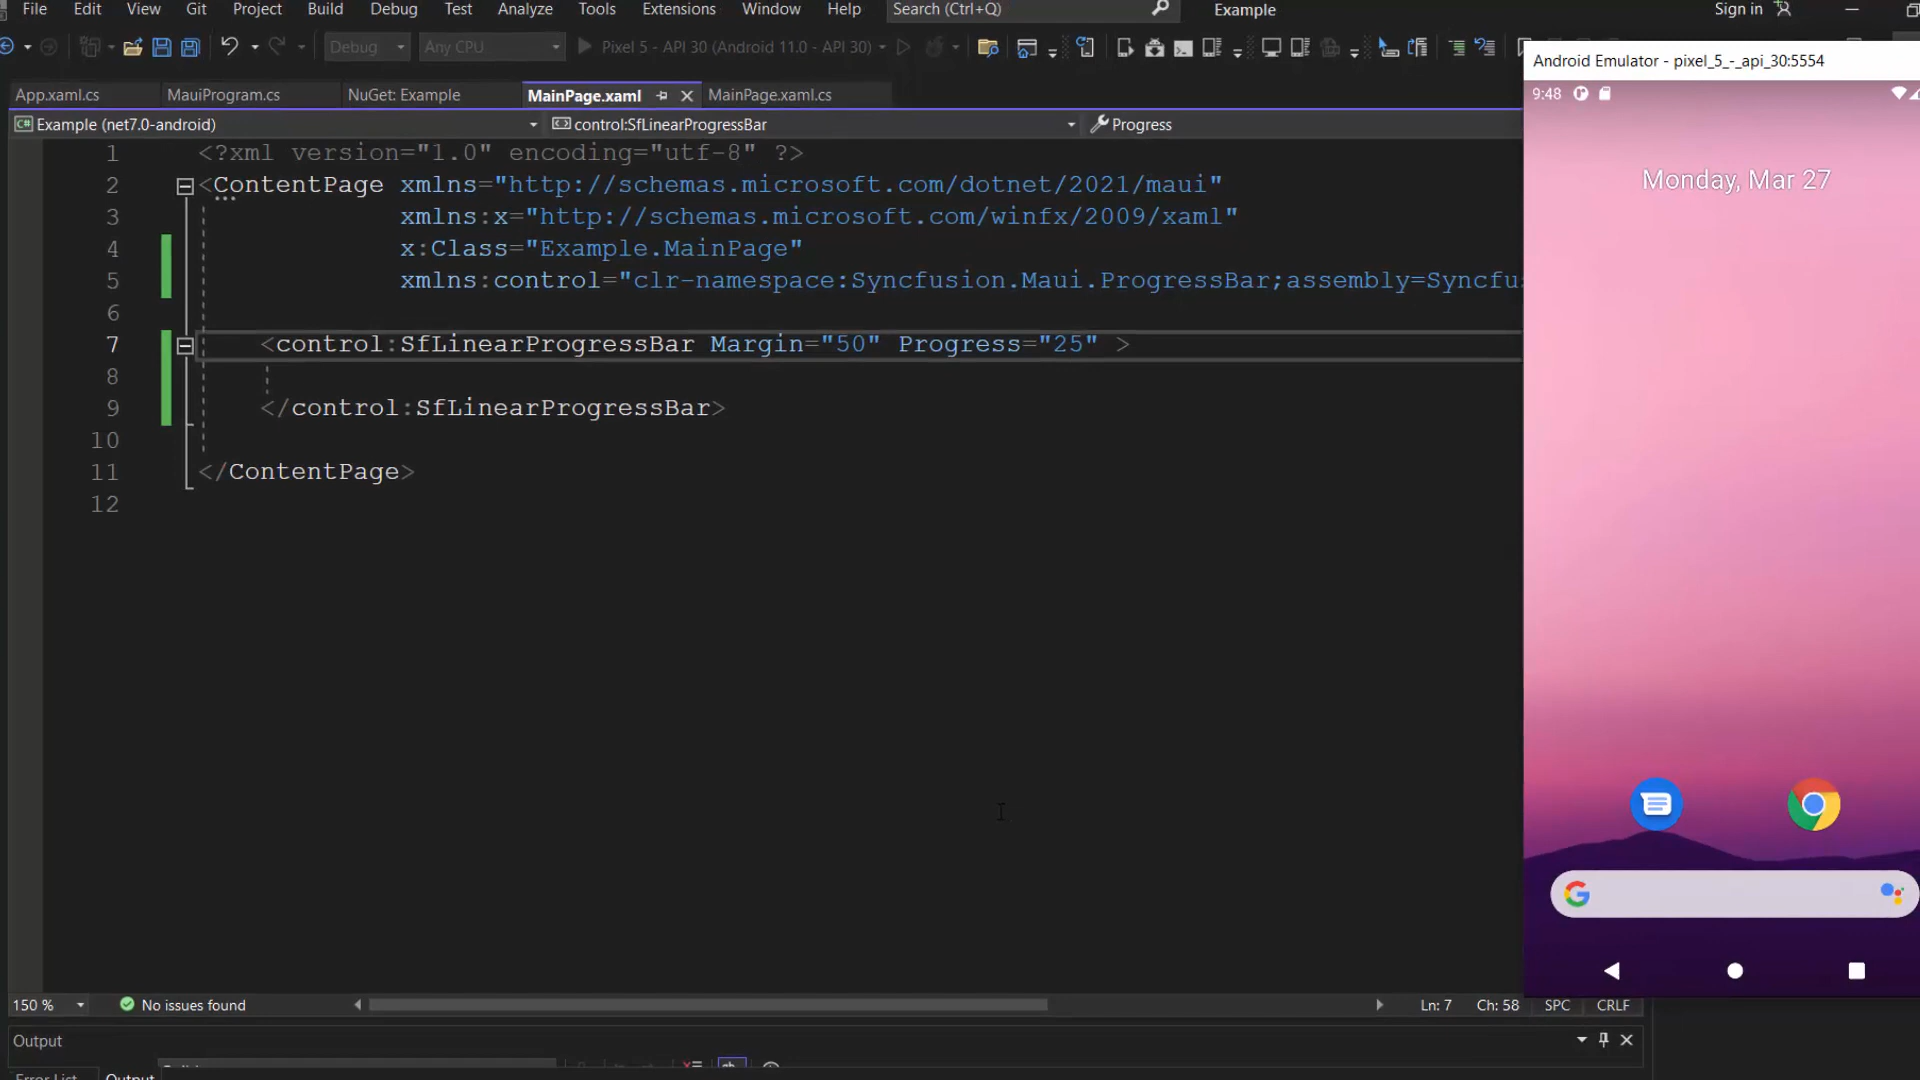 File Edit View Git Project Build Debug Test Analyze Tools Extensions Window Help Search (Ctrl+Q) Example Sign in
Debug Any CPU Pixel 5 - API 30 (Android 11.0 - API 30)
App.xaml.cs MauiProgram.cs NuGet: Example MainPage.xaml MainPage.xaml.cs
Example (net7.0-android) control:SfLinearProgressBar Progress
1 <?xml version="1.0" encoding="utf-8" ?>
2 <ContentPage xmlns="http://schemas.microsoft.com/dotnet/2021/maui"
3 xmlns:x="http://schemas.microsoft.com/winfx/2009/xaml"
4 x:Class="Example.MainPage"
5 xmlns:control="clr-namespace:Syncfusion.Maui.ProgressBar;assembly=Syncfus
6
7 <control:SfLinearProgressBar Margin="50" Progress="25" >
8
9 </control:SfLinearProgressBar>
10
11 </ContentPage>
12
150 % No issues found Ln: 7 Ch: 58 SPC CRLF
Output
Error List Output
Android Emulator - pixel_5_-_api_30:5554
9:48
Monday, Mar 27